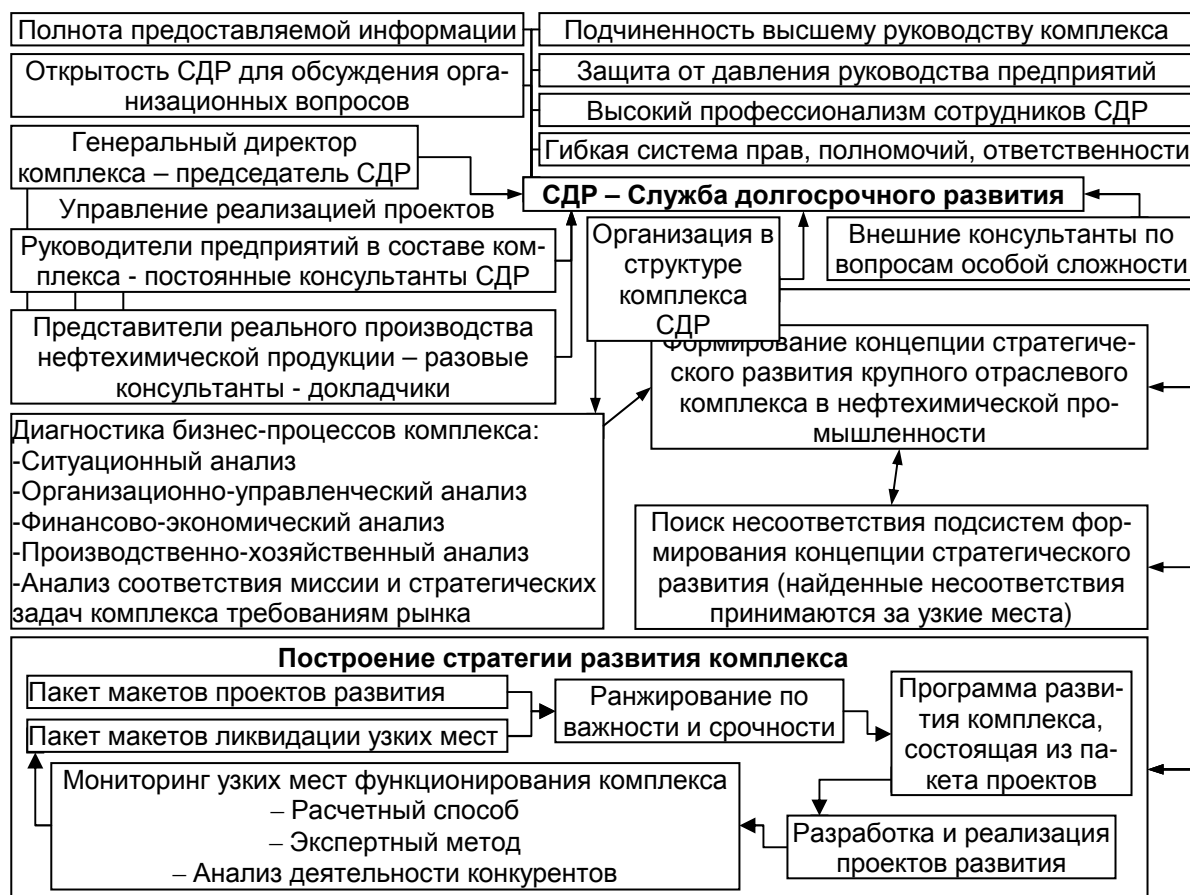 Полнота предоставляемой информации
Открытость СДР для обсуждения орга-
низационных вопросов
Подчиненность высшему руководству комплекса
Защита от давления руководства предприятий
Высокий профессионализм сотрудников СДР
Гибкая система прав, полномочий, ответственности
Генеральный директор
комплекса – председатель СДР
СДР – Служба долгосрочного развития
Управление реализацией проектов
Руководители предприятий в составе ком-
плекса - постоянные консультанты СДР
Организация в
структуре
комплекса
СДР
Внешние консультанты по
вопросам особой сложности
Представители реального производства
нефтехимической продукции – разовые
консультанты - докладчики
Формирование концепции стратегиче-
ского развития крупного отраслевого
комплекса в нефтехимической про-
мышленности
Диагностика бизнес-процессов комплекса:
-Ситуационный анализ
-Организационно-управленческий анализ
-Финансово-экономический анализ
-Производственно-хозяйственный анализ
-Анализ соответствия миссии и стратегических
задач комплекса требованиям рынка
Поиск несоответствия подсистем фор-
мирования концепции стратегического
развития (найденные несоответствия
принимаются за узкие места)
Построение стратегии развития комплекса
Пакет макетов проектов развития
Пакет макетов ликвидации узких мест
Ранжирование по
важности и срочности
Программа разви-
тия комплекса,
состоящая из па-
кета проектов
Мониторинг узких мест функционирования комплекса
– Расчетный способ
– Экспертный метод
– Анализ деятельности конкурентов
Разработка и реализация
проектов развития